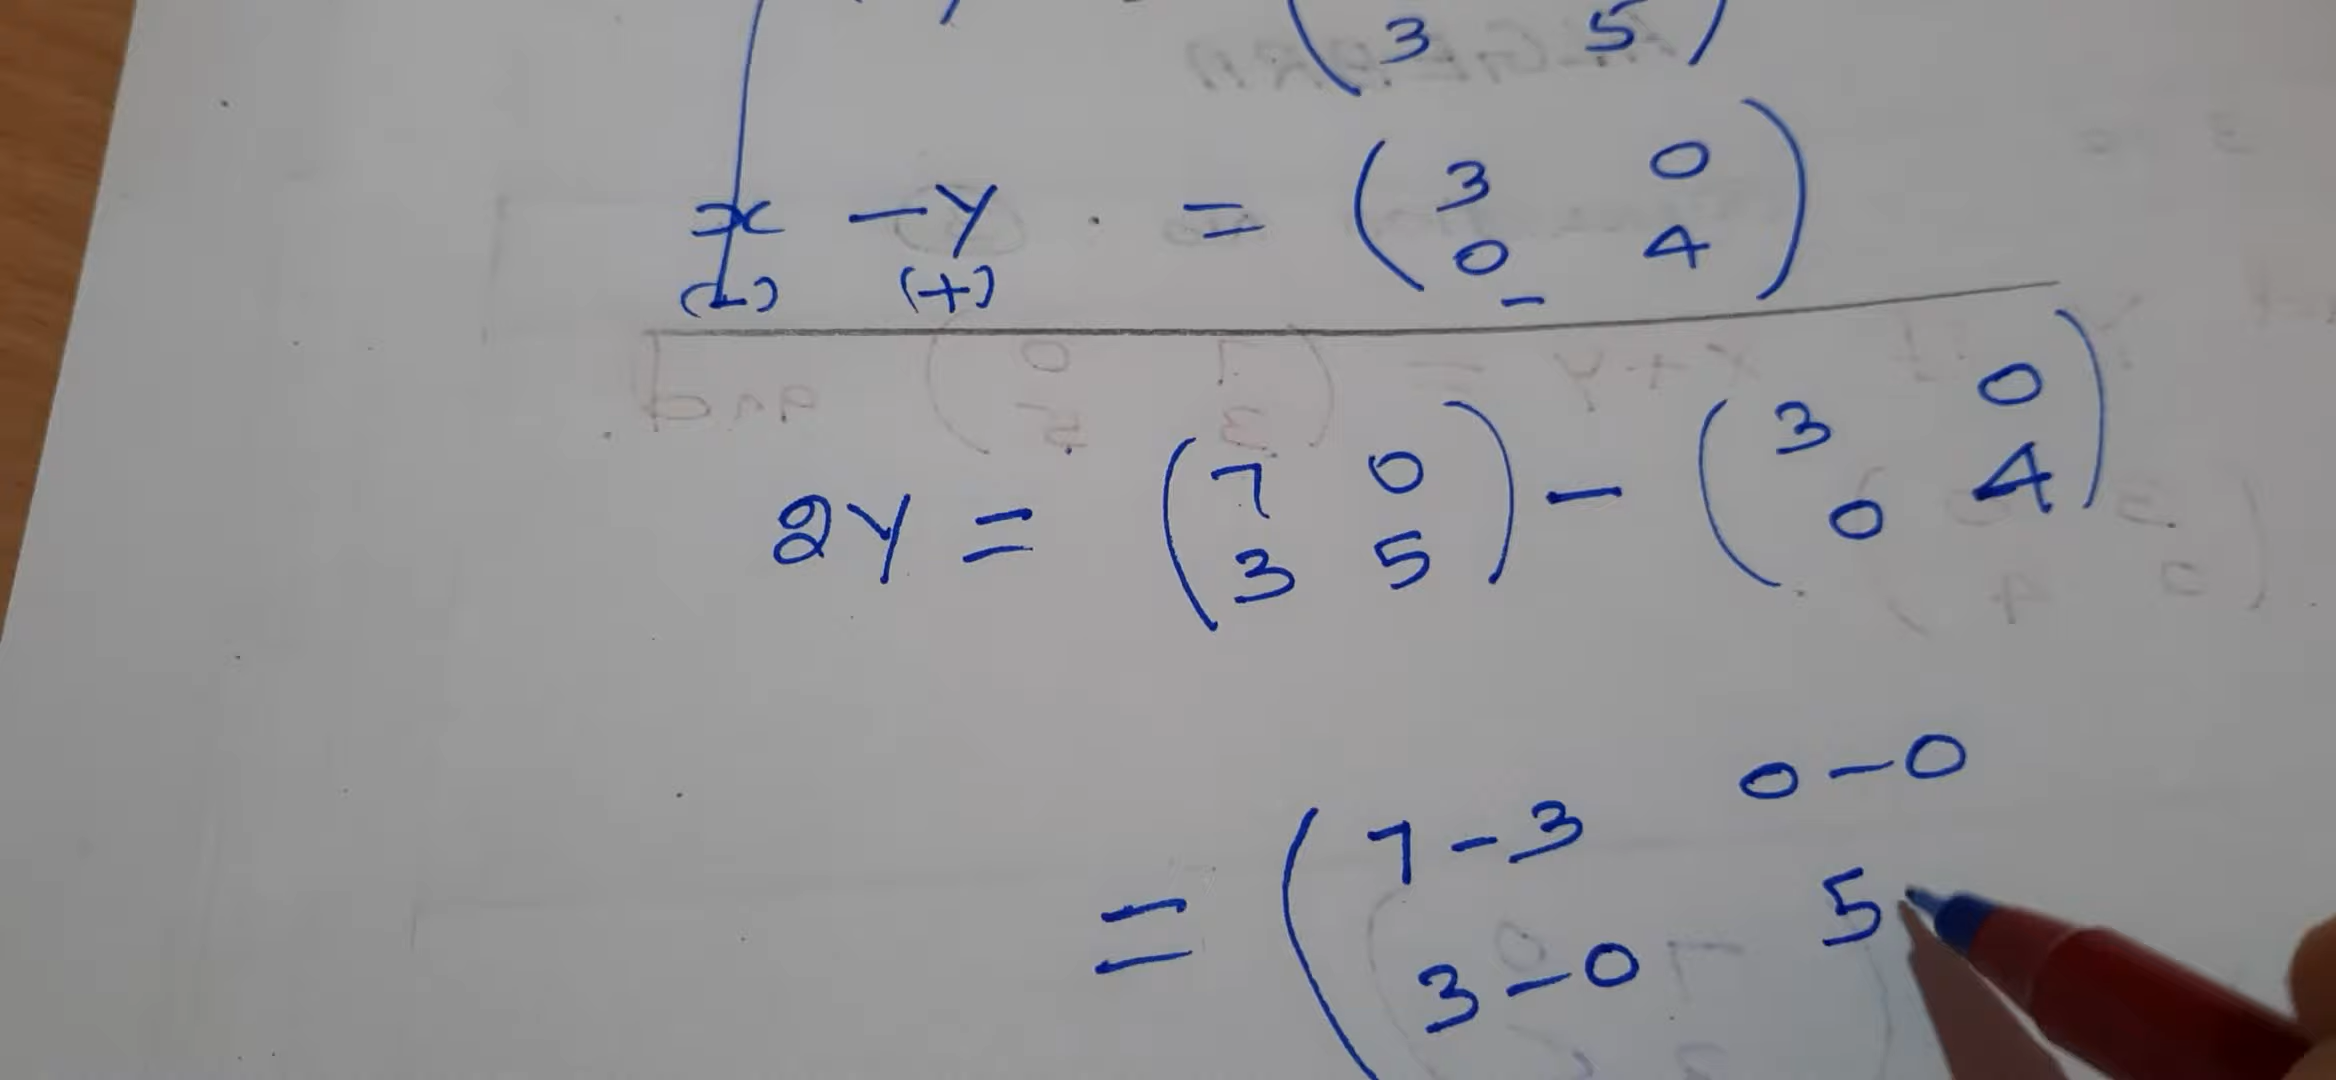 ( 3 5 )
x - Y = ( 3 0
(-) (+) 0 4 )
-
2Y = ( 7 0 ) - ( 3 0 )
( 3 5 ) ( 0 4 )
= ( 7 - 3 0 - 0
3 - 0 5